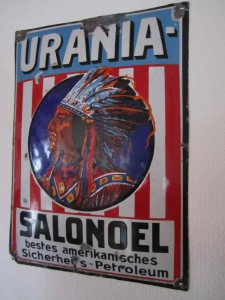 URANIA-
SALONOEL
bestes amerikanisches
Sicherheits-Petroleum